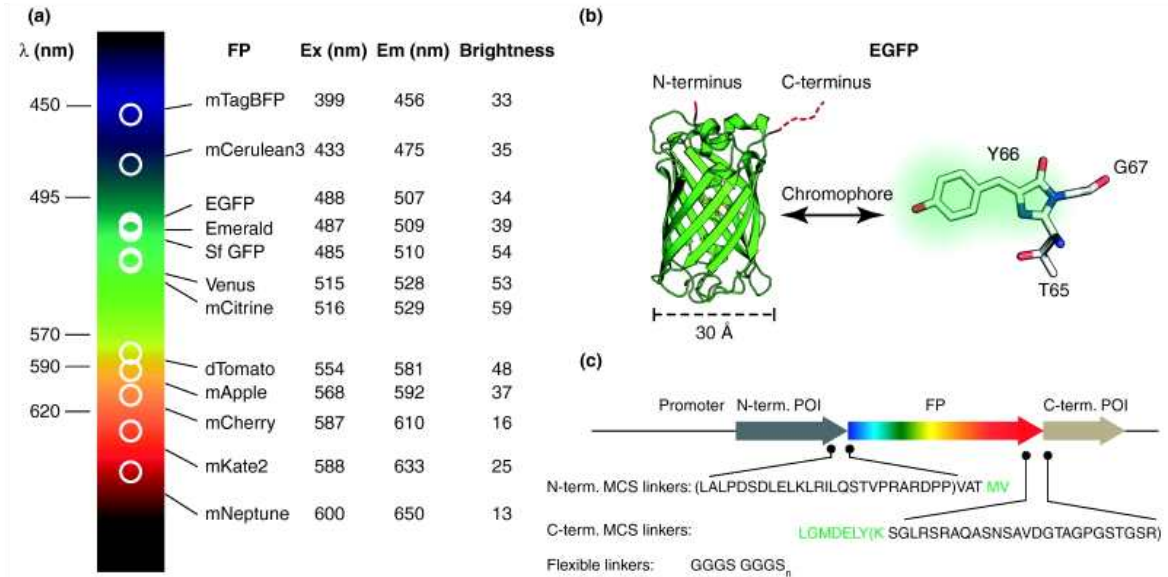 (a)
λ (nm) FP Ex (nm) Em (nm) Brightness
450 mTagBFP 399 456 33
mCerulean3 433 475 35
495 EGFP 488 507 34
Emerald 487 509 39
Sf GFP 485 510 54
Venus 515 528 53
mCitrine 516 529 59
570
590 dTomato 554 581 48
mApple 568 592 37
620 mCherry 587 610 16
mKate2 588 633 25
mNeptune 600 650 13
(b)
EGFP
N-terminus C-terminus
Chromophore
Y66
G67
T65
30 Å
(c)
Promoter N-term. POI FP C-term. POI
N-term. MCS linkers: (LALPDSDLELKLRILQSTVPRARDPP)VAT MV
C-term. MCS linkers: LGMDELY(K SGLRSRAQASNSAVDGTAGPGSTGSR)
Flexible linkers: GGGS GGGSn